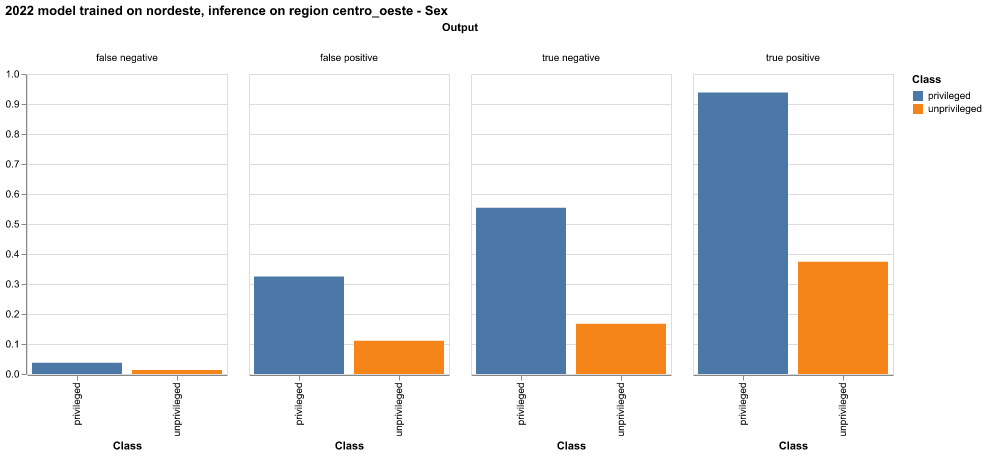 2022 model trained on nordeste, inference on region centro_oeste - Sex
Output
false negative
false positive
true negative
true positive
1.0
0.9
0.8
0.7
0.6
0.5
0.4
0.3
0.2
0.1
0.0
privileged
unprivileged
privileged
unprivileged
privileged
unprivileged
privileged
unprivileged
Class
Class
Class
Class
Class
privileged
unprivileged